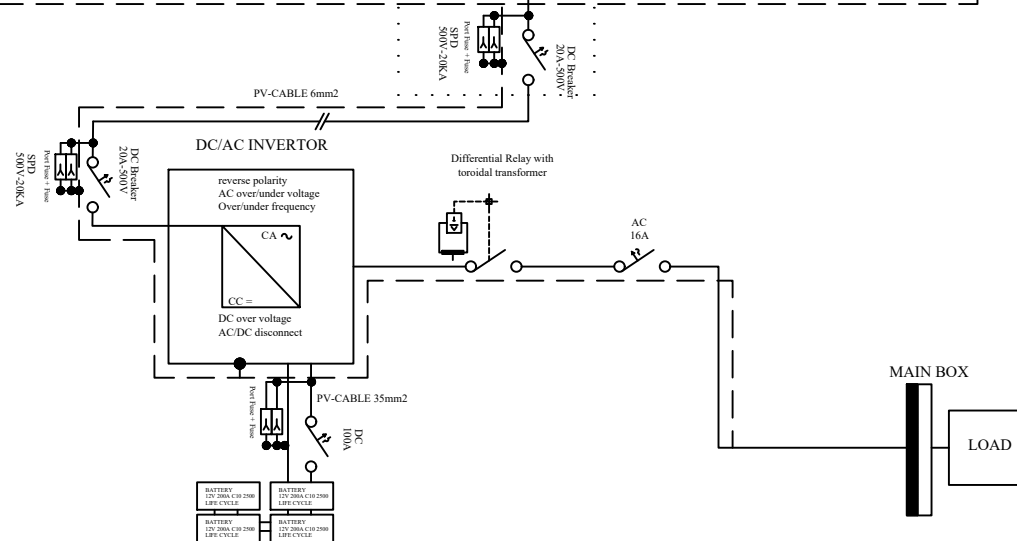 Port Fuse + Fuse
SPD
500V-20KA
DC Breaker
20A-500V
PV-CABLE 6mm2
Port Fuse + Fuse
SPD
500V-20KA
DC Breaker
20A-500V
DC/AC INVERTOR
reverse polarity
AC over/under voltage
Over/under frequency
CA
CC =
DC over voltage
AC/DC disconnect
Differential Relay with
toroidal transformer
AC
16A
MAIN BOX
LOAD
PV-CABLE 35mm2
Port Fuse + Fuse
DC
100A
BATTERY
12V 200A C10 2500
LIFE CYCLE
BATTERY
12V 200A C10 2500
LIFE CYCLE
BATTERY
12V 200A C10 2500
LIFE CYCLE
BATTERY
12V 200A C10 2500
LIFE CYCLE